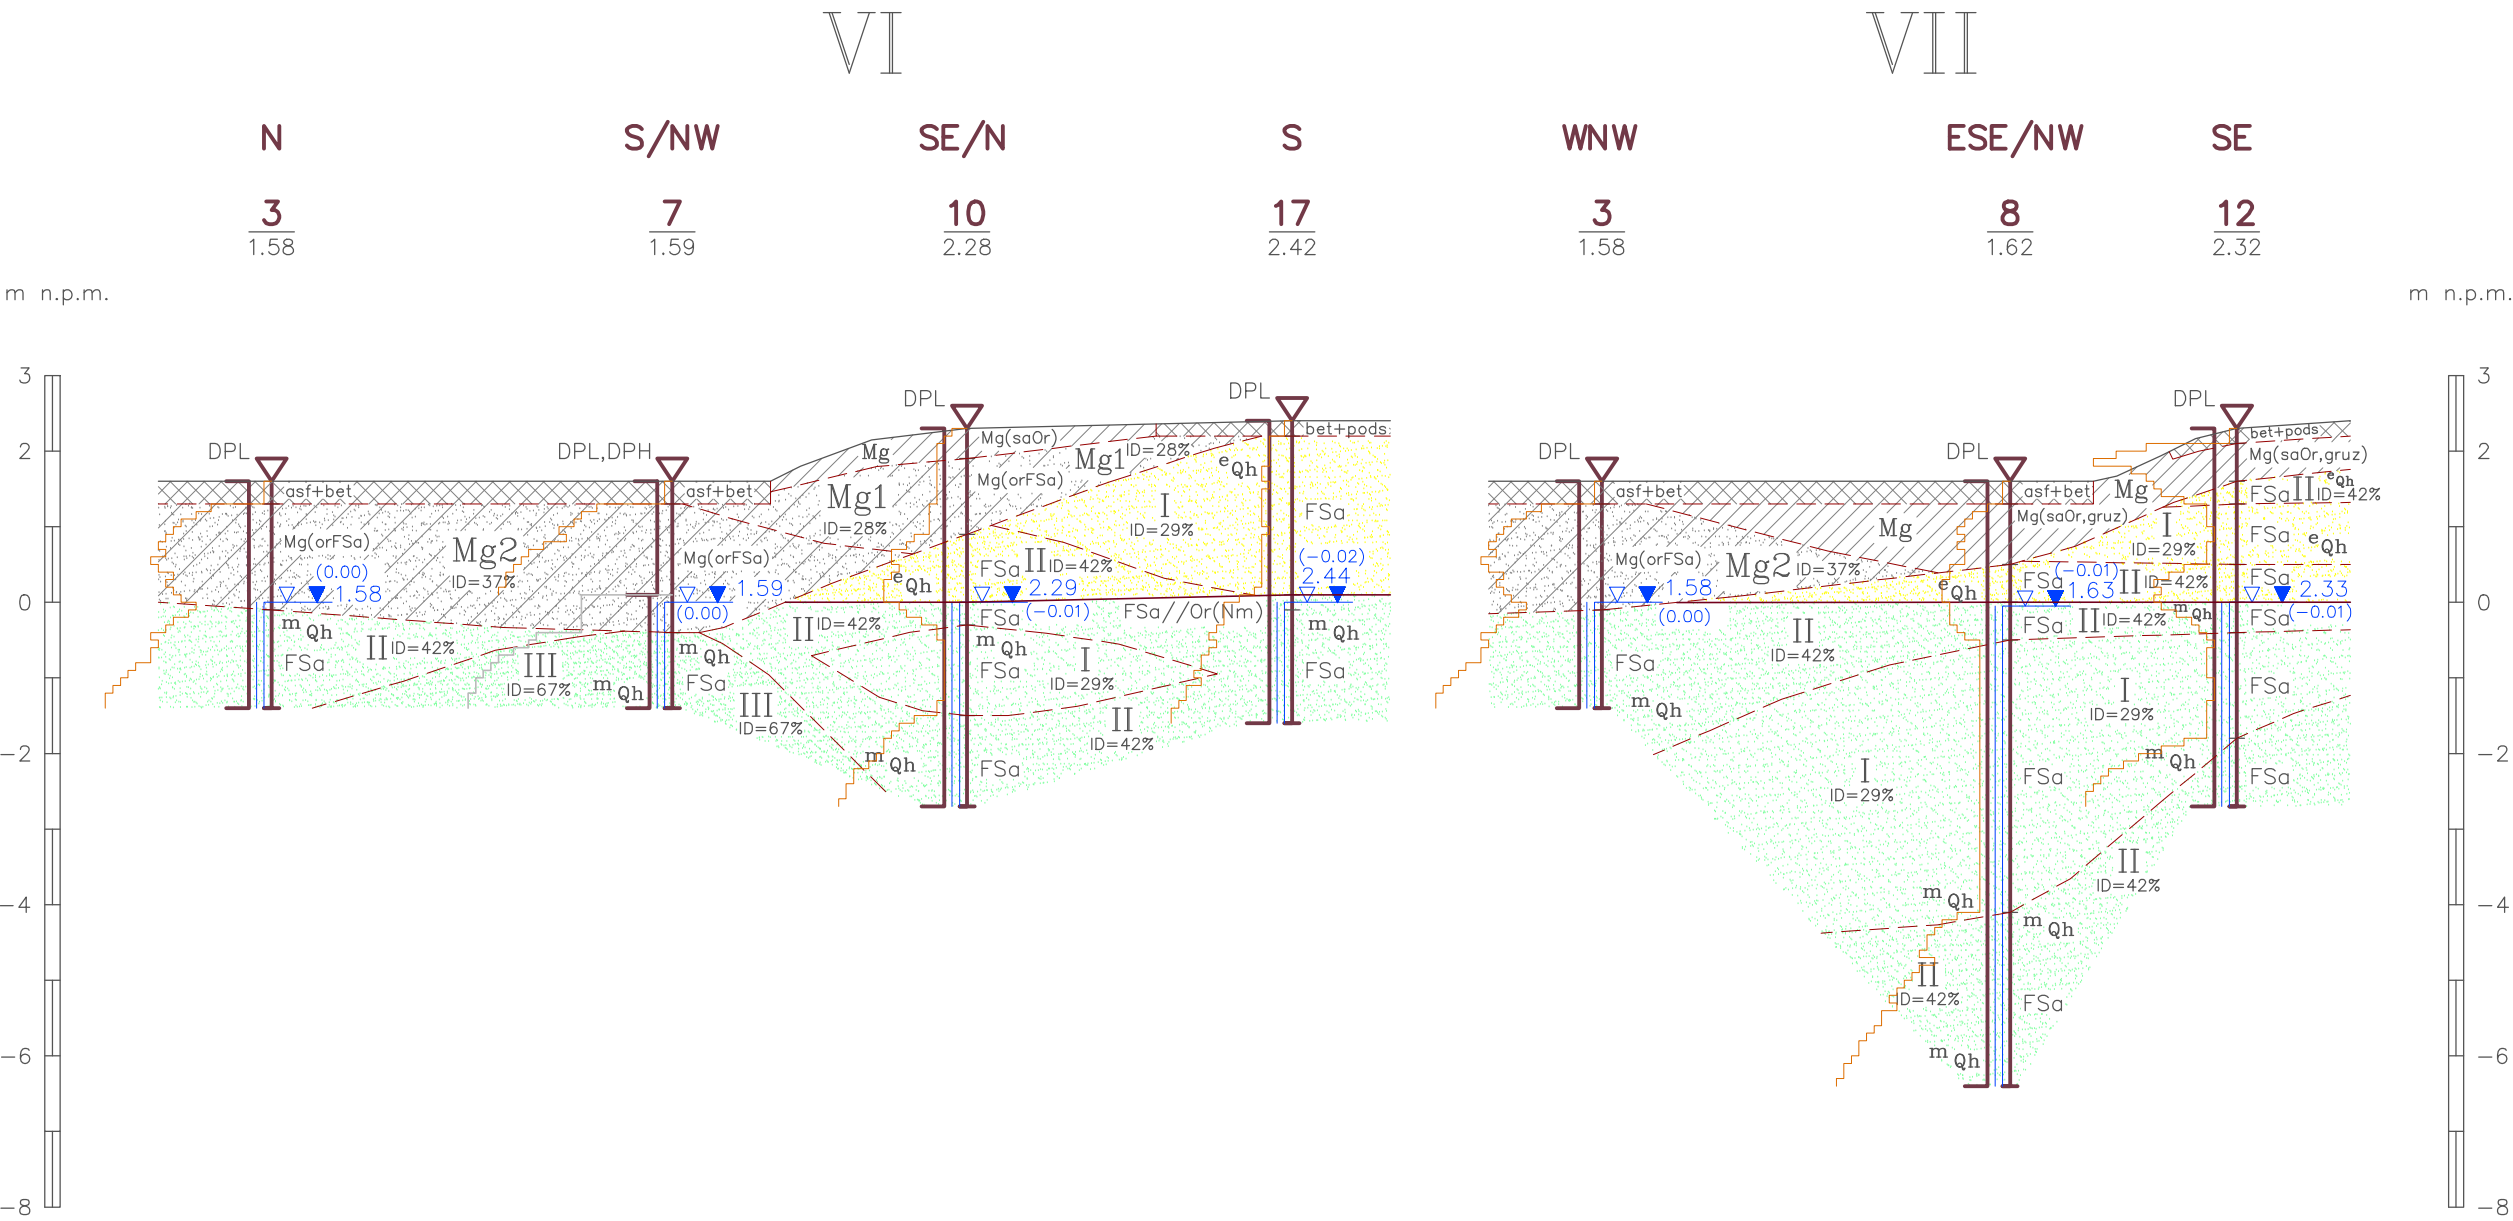 VI VII
N S/NW SE/N S WNW ESE/NW SE
3 7 10 17 3 8 12
1.58 1.59 2.28 2.42 1.58 1.62 2.32
m n.p.m. m n.p.m.
3 3
DPL DPL DPL
2 DPL DPL,DPH DPL DPL 2
Mg(saOr) bet+pods bet+pods
Mg Mg1 ID=28% Mg(saOr,gruz)
e Qh e Qh
asf+bet asf+bet Mg(orFSa) asf+bet asf+bet Mg FSa II ID=42%
Mg1 I FSa Mg(saOr,gruz) I
ID=28% ID=29% Mg FSa
Mg(orFSa) Mg2 Mg(orFSa) ID=29% e Qh
(0.00) ID=37% FSa II ID=42% (-0.02) Mg(orFSa) Mg2 ID=37% (-0.01)
e Qh 2.44 e Qh FSa II ID=42% FSa
1.58 1.59 2.29 1.58 1.63 2.33
0 0
(0.00) FSa (-0.01) FSa//Or(Nm) (0.00) m Qh FSa (-0.01)
m Qh II ID=42% m Qh II FSa II ID=42%
II ID=42% m Qh m Qh ID=42%
FSa III FSa I FSa FSa
ID=67% m Qh FSa ID=29% m Qh I FSa
III II ID=29%
ID=67% ID=42%
-2 m Qh FSa I m Qh FSa -2
ID=29%
II
ID=42%
-4 m Qh -4
m Qh
II
ID=42% FSa
-6 m Qh -6
-8 -8